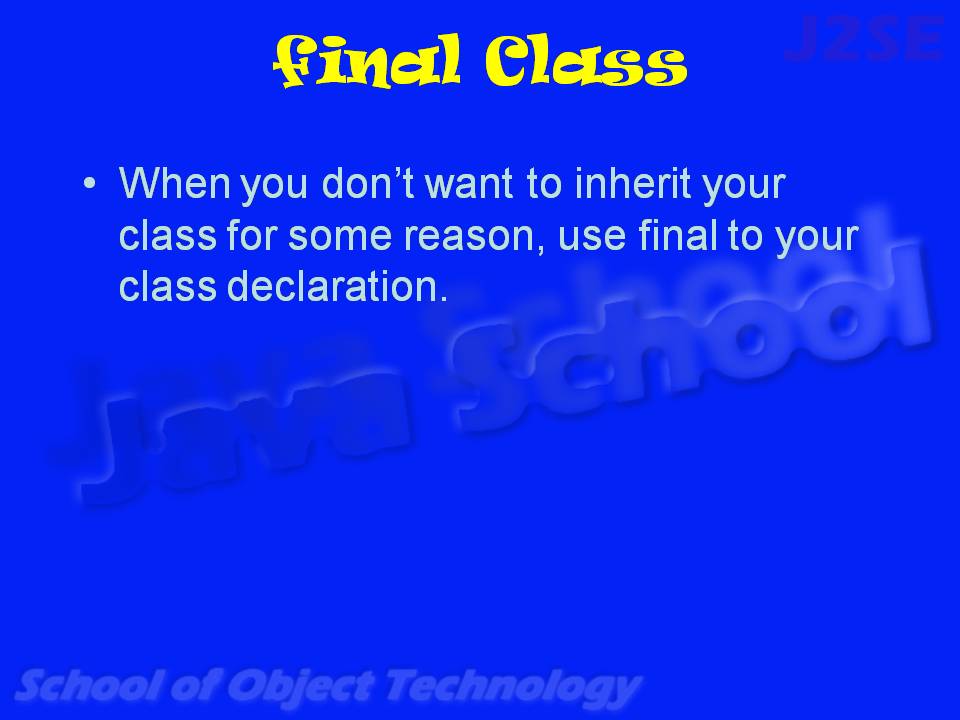 J2SE
final Class
• When you don’t want to inherit your
class for some reason, use final to your
class declaration.
Java School
School of Object Technology